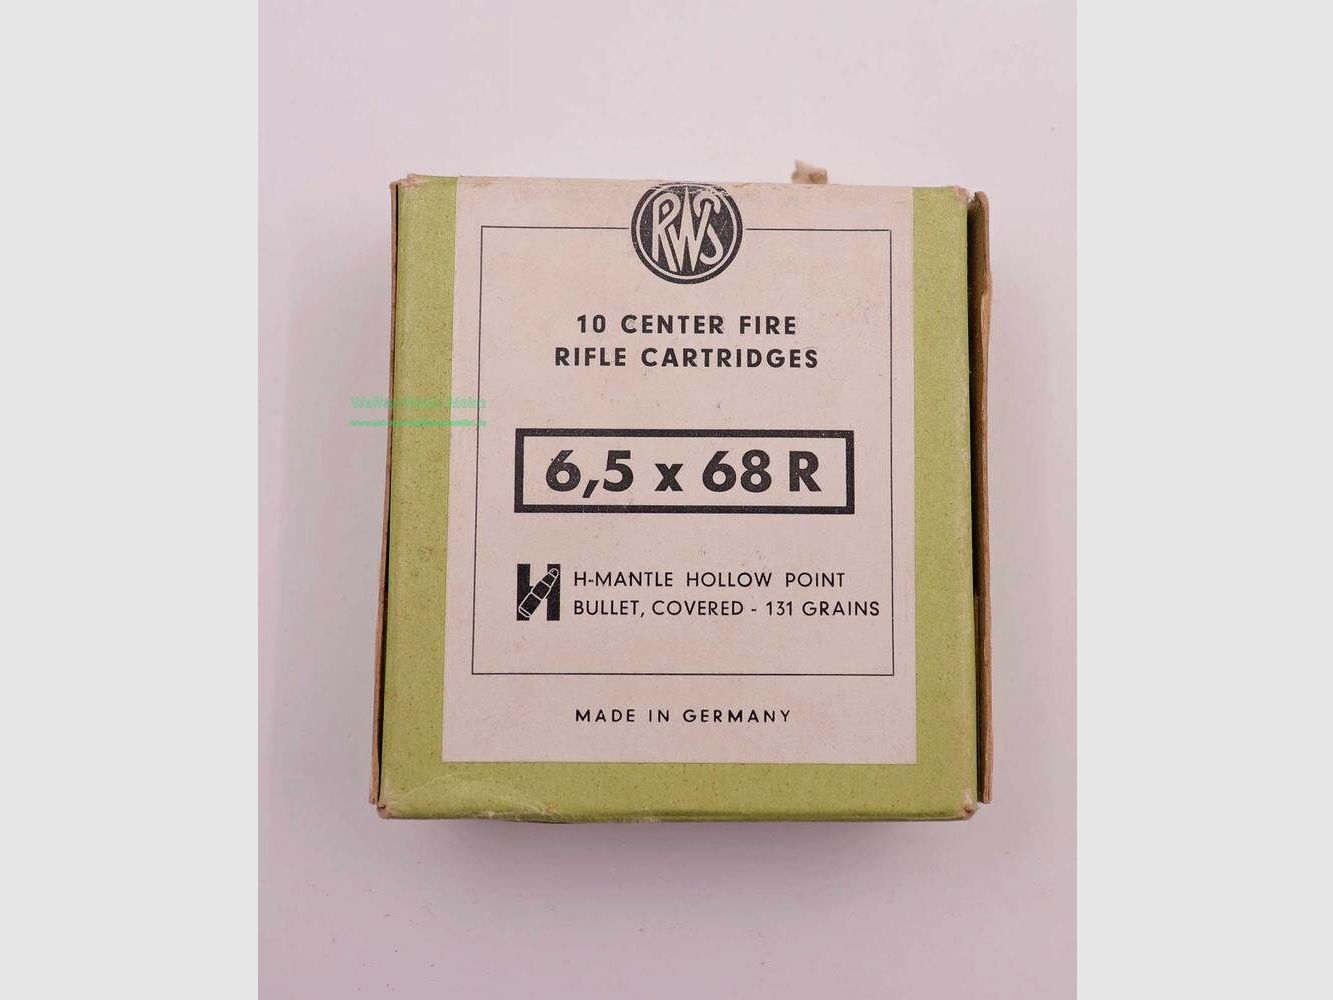 RWS
10 CENTER FIRE
RIFLE CARTRIDGES
6,5 x 68 R
H
H-MANTLE HOLLOW POINT
BULLET, COVERED - 131 GRAINS
MADE IN GERMANY